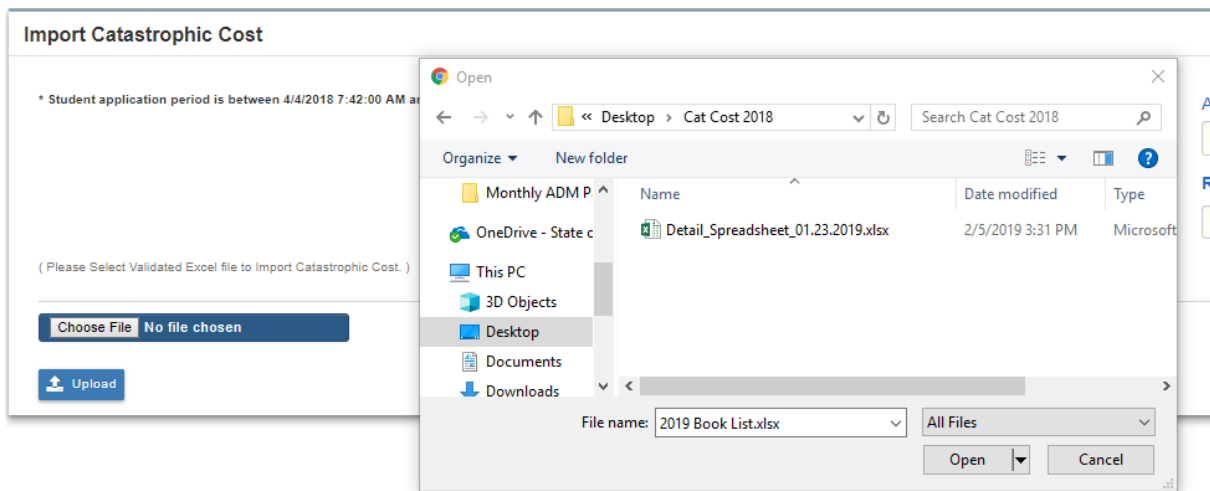 Import Catastrophic Cost
* Student application period is between 4/4/2018 7:42:00 AM
( Please Select Validated Excel file to Import Catastrophic Cost. )
Choose File No file chosen
Upload
Open
« Desktop › Cat Cost 2018
Search Cat Cost 2018
Organize New folder
Monthly ADM P
OneDrive - State c
This PC
3D Objects
Desktop
Documents
Downloads
Name Date modified Type
Detail_Spreadsheet_01.23.2019.xlsx 2/5/2019 3:31 PM Microsoft
File name: 2019 Book List.xlsx All Files
Open Cancel